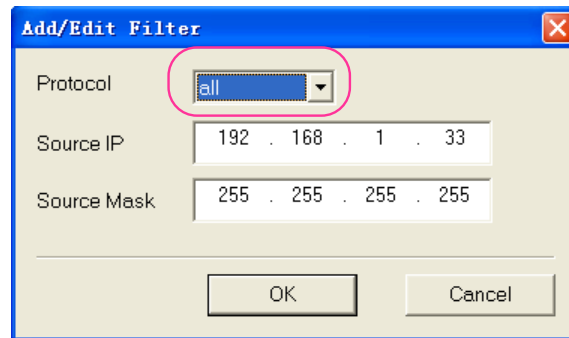 Add/Edit Filter
Protocol all
Source IP 192 . 168 . 1 . 33
Source Mask 255 . 255 . 255 . 255
OK Cancel